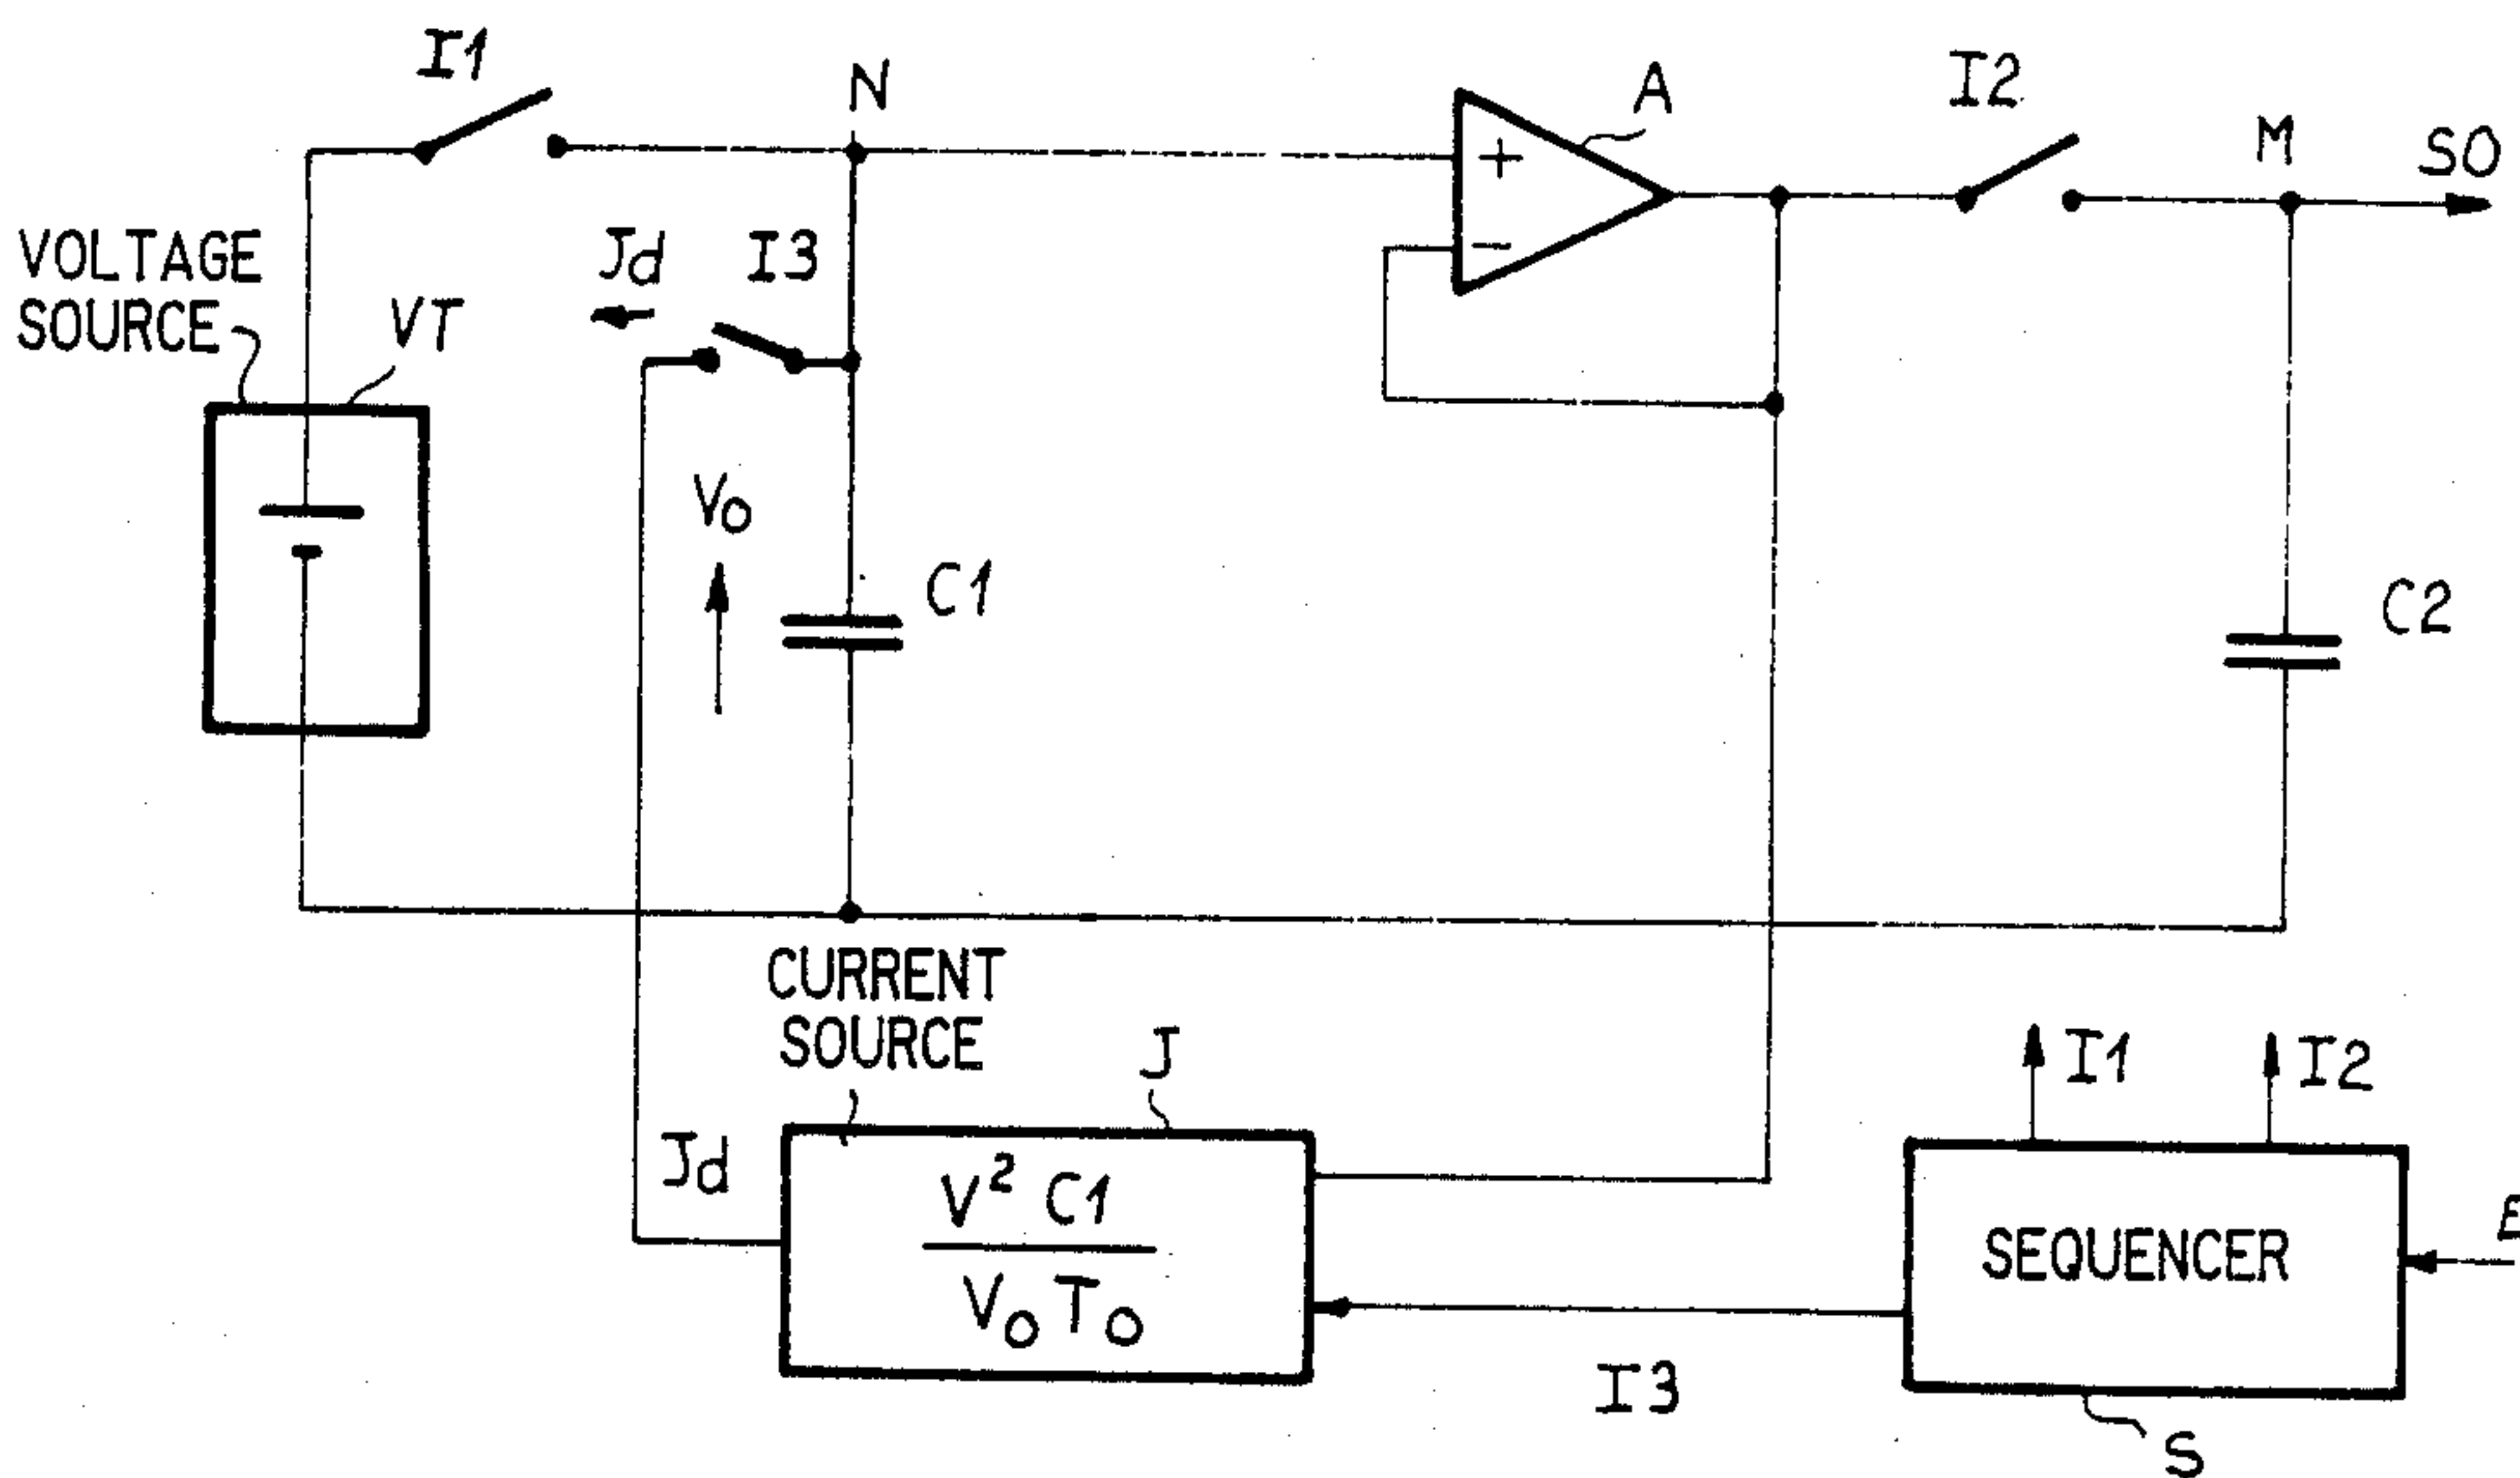 I1
N
A
I2
M
SO
VOLTAGE
SOURCE
VT
Jd
I3
Vo
C1
C2
CURRENT
SOURCE
J
Jd
V² C1
Vo To
I1
I2
SEQUENCER
E
I3
S
+
−